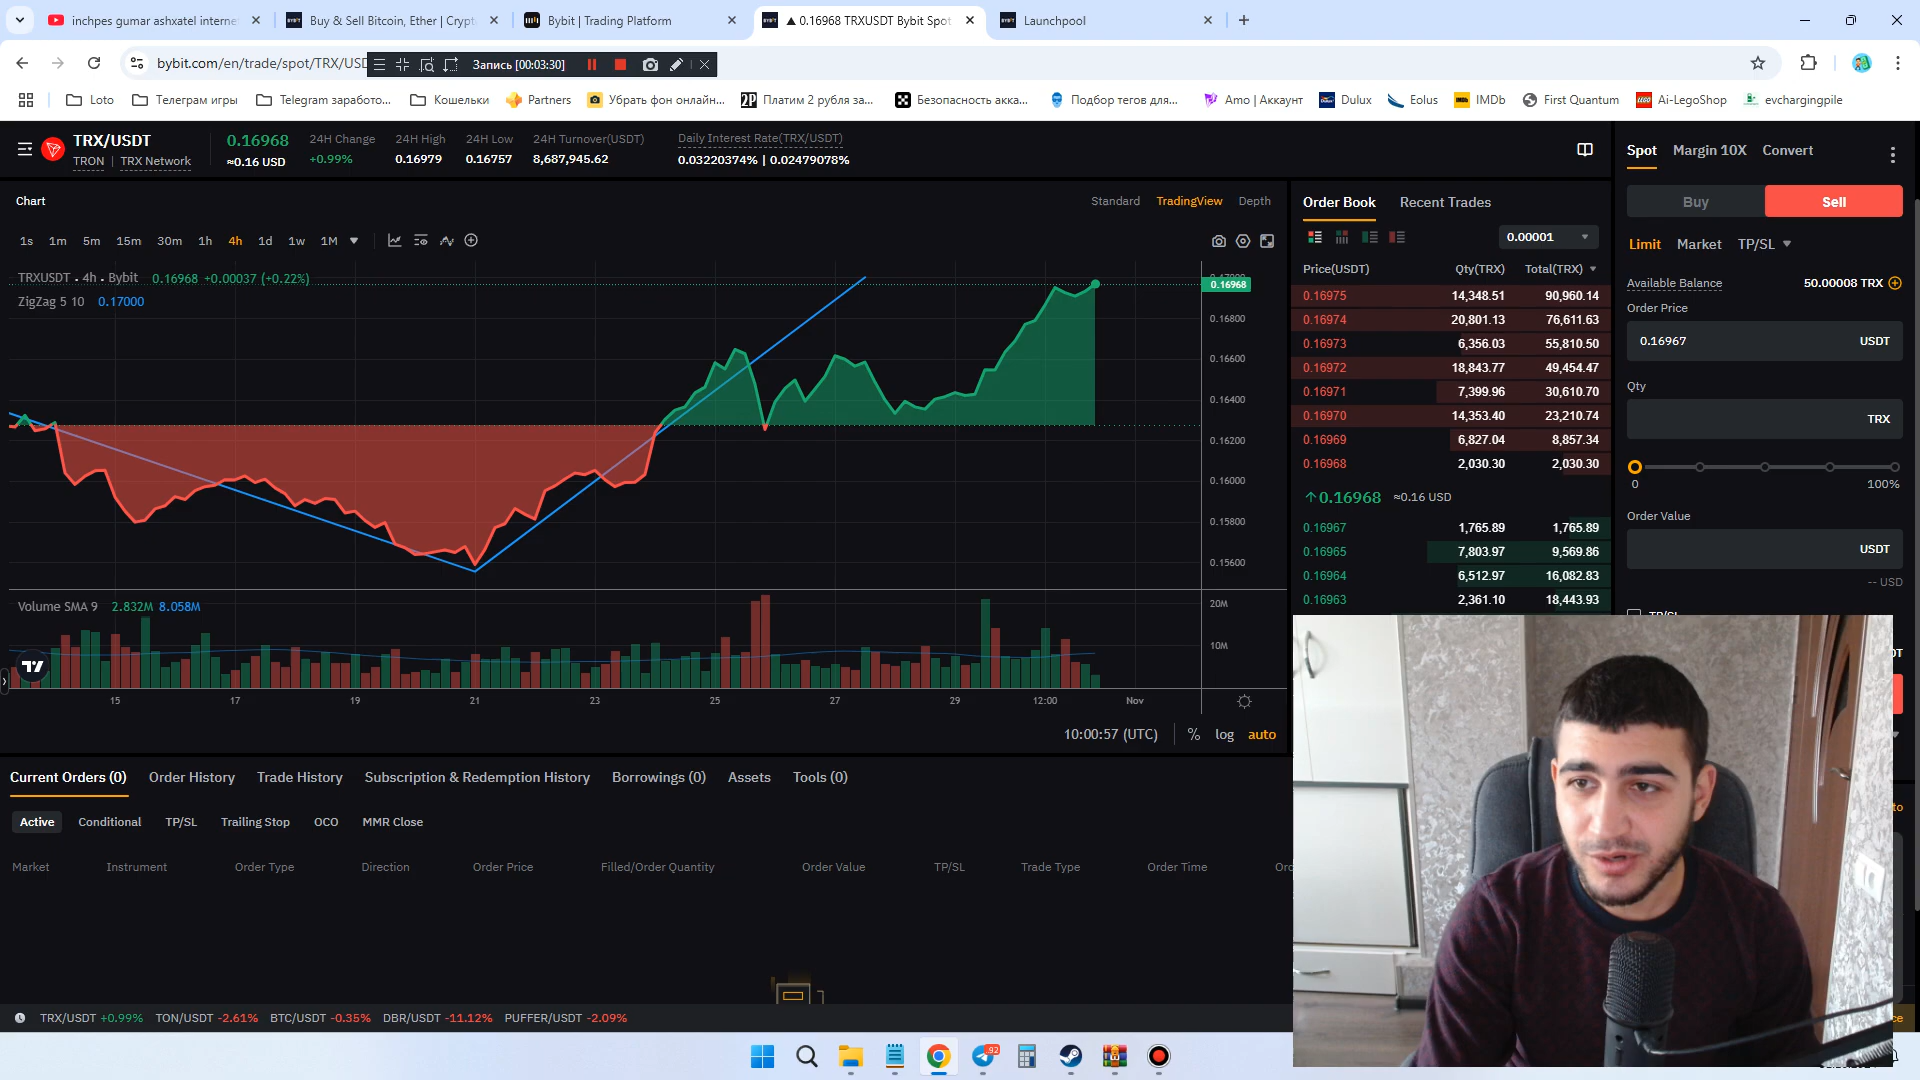 inchpes gumar ashxatel interne
Buy & Sell Bitcoin, Ether | Crypt
Bybit | Trading Platform
▲ 0.16968 TRXUSDT Bybit Spot
Launchpool
bybit.com/en/trade/spot/TRX/USD
Запись [00:03:30]
Loto
Телеграм игры
Telegram заработо...
Кошельки
Partners
Убрать фон онлайн...
Платим 2 рубля за...
Безопасность акка...
Подбор тегов для...
Amo | Аккаунт
Dulux
Eolus
IMDb
First Quantum
Ai-LegoShop
evchargingpile
TRX/USDT
TRON | TRX Network
0.16968
≈0.16 USD
24H Change
+0.99%
24H High
0.16979
24H Low
0.16757
24H Turnover(USDT)
8,687,945.62
Daily Interest Rate(TRX/USDT)
0.03220374% | 0.02479078%
Chart
Standard
TradingView
Depth
1s 1m 5m 15m 30m 1h 4h 1d 1w 1M
TRXUSDT • 4h • Bybit 0.16968 +0.00037 (+0.22%)
ZigZag 5 10 0.17000
0.17000
0.16968
0.16800
0.16600
0.16400
0.16200
0.16000
0.15800
0.15600
Volume SMA 9 2.832M 8.058M
20M
10M
15 17 19 21 23 25 27 29 12:00 Nov
10:00:57 (UTC) % log auto
Order Book
Recent Trades
0.00001
Price(USDT) Qty(TRX) Total(TRX)
0.16975 14,348.51 90,960.14
0.16974 20,801.13 76,611.63
0.16973 6,356.03 55,810.50
0.16972 18,843.77 49,454.47
0.16971 7,399.96 30,610.70
0.16970 14,353.40 23,210.74
0.16969 6,827.04 8,857.34
0.16968 2,030.30 2,030.30
↑0.16968 ≈0.16 USD
0.16967 1,765.89 1,765.89
0.16965 7,803.97 9,569.86
0.16964 6,512.97 16,082.83
0.16963 2,361.10 18,443.93
Spot Margin 10X Convert
Buy Sell
Limit Market TP/SL
Available Balance 50.00008 TRX
Order Price
0.16967 USDT
Qty
TRX
0 100%
Order Value
USDT
-- USD
Current Orders (0)
Order History
Trade History
Subscription & Redemption History
Borrowings (0)
Assets
Tools (0)
Active
Conditional
TP/SL
Trailing Stop
OCO
MMR Close
Market
Instrument
Order Type
Direction
Order Price
Filled/Order Quantity
Order Value
TP/SL
Trade Type
Order Time
TRX/USDT +0.99%
TON/USDT -2.61%
BTC/USDT -0.35%
DBR/USDT -11.12%
PUFFER/USDT -2.09%
92